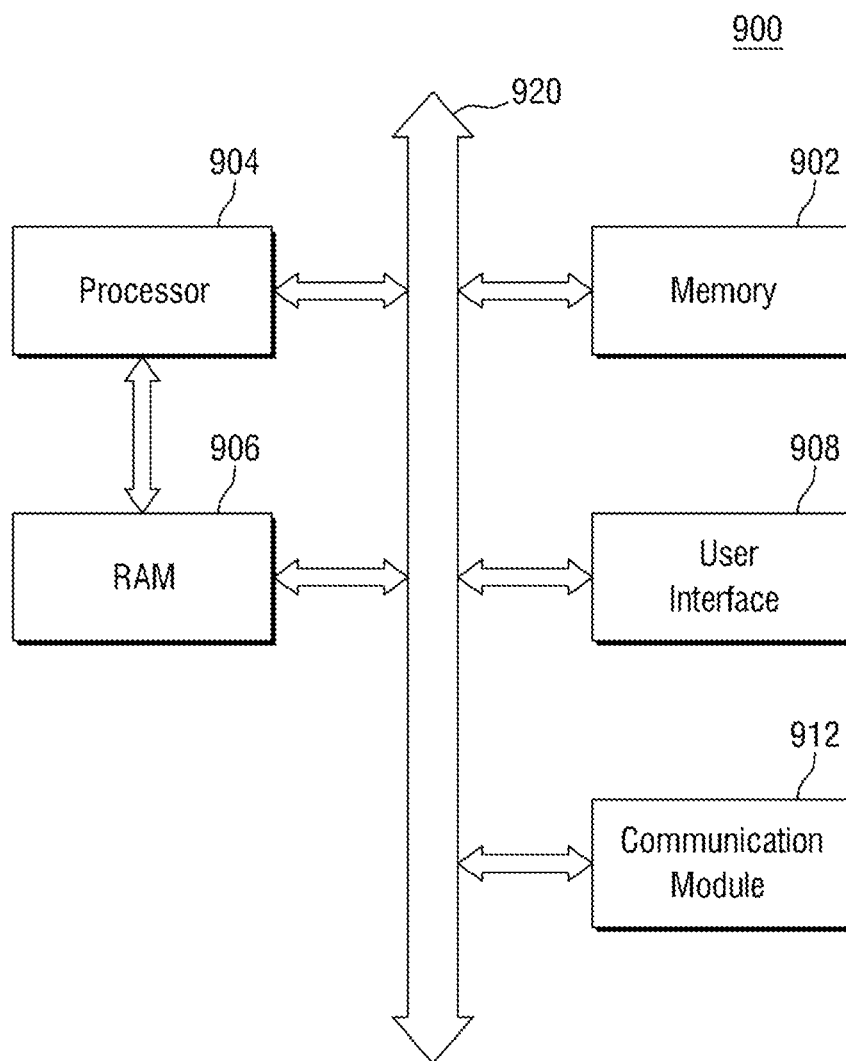 900
920
904
902
Processor
Memory
906
908
RAM
User
Interface
912
Communication
Module